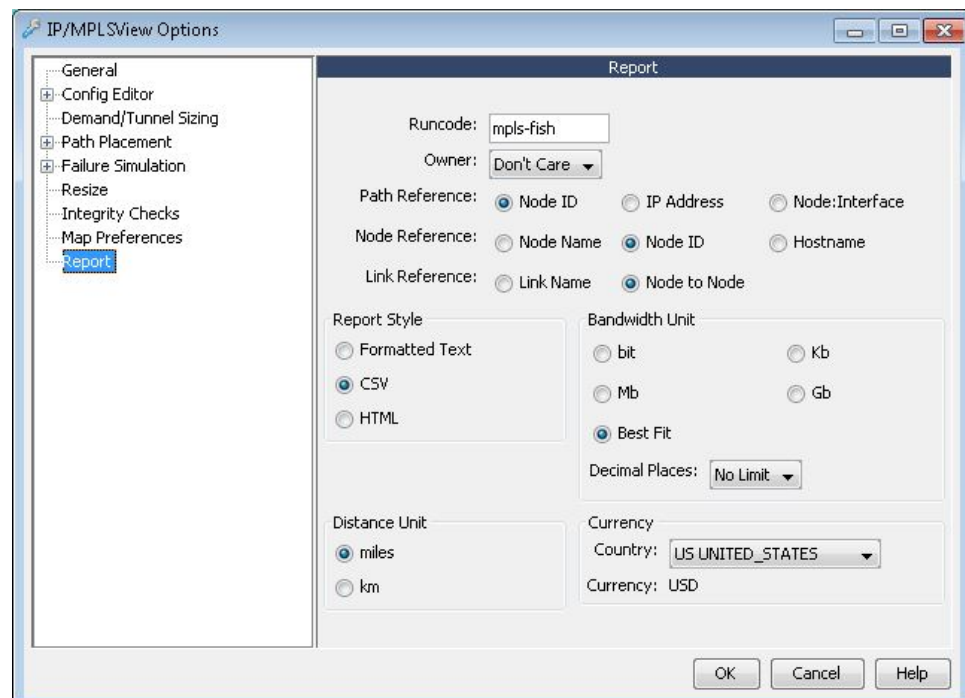 IP/MPLSView Options
General
Config Editor
Demand/Tunnel Sizing
Path Placement
Failure Simulation
Resize
Integrity Checks
Map Preferences
Report
Report
Runcode: mpls-fish
Owner: Don't Care
Path Reference: Node ID IP Address Node:Interface
Node Reference: Node Name Node ID Hostname
Link Reference: Link Name Node to Node
Report Style
Formatted Text
CSV
HTML
Bandwidth Unit
bit Kb
Mb Gb
Best Fit
Decimal Places: No Limit
Distance Unit
miles
km
Currency
Country: US UNITED_STATES
Currency: USD
OK Cancel Help